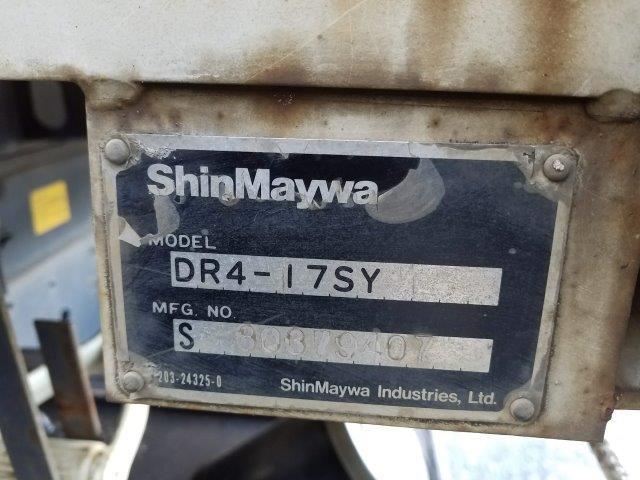 ShinMaywa
MODEL
DR4-17SY
MFG. NO.
S
203-24325-0
ShinMaywa Industries, Ltd.